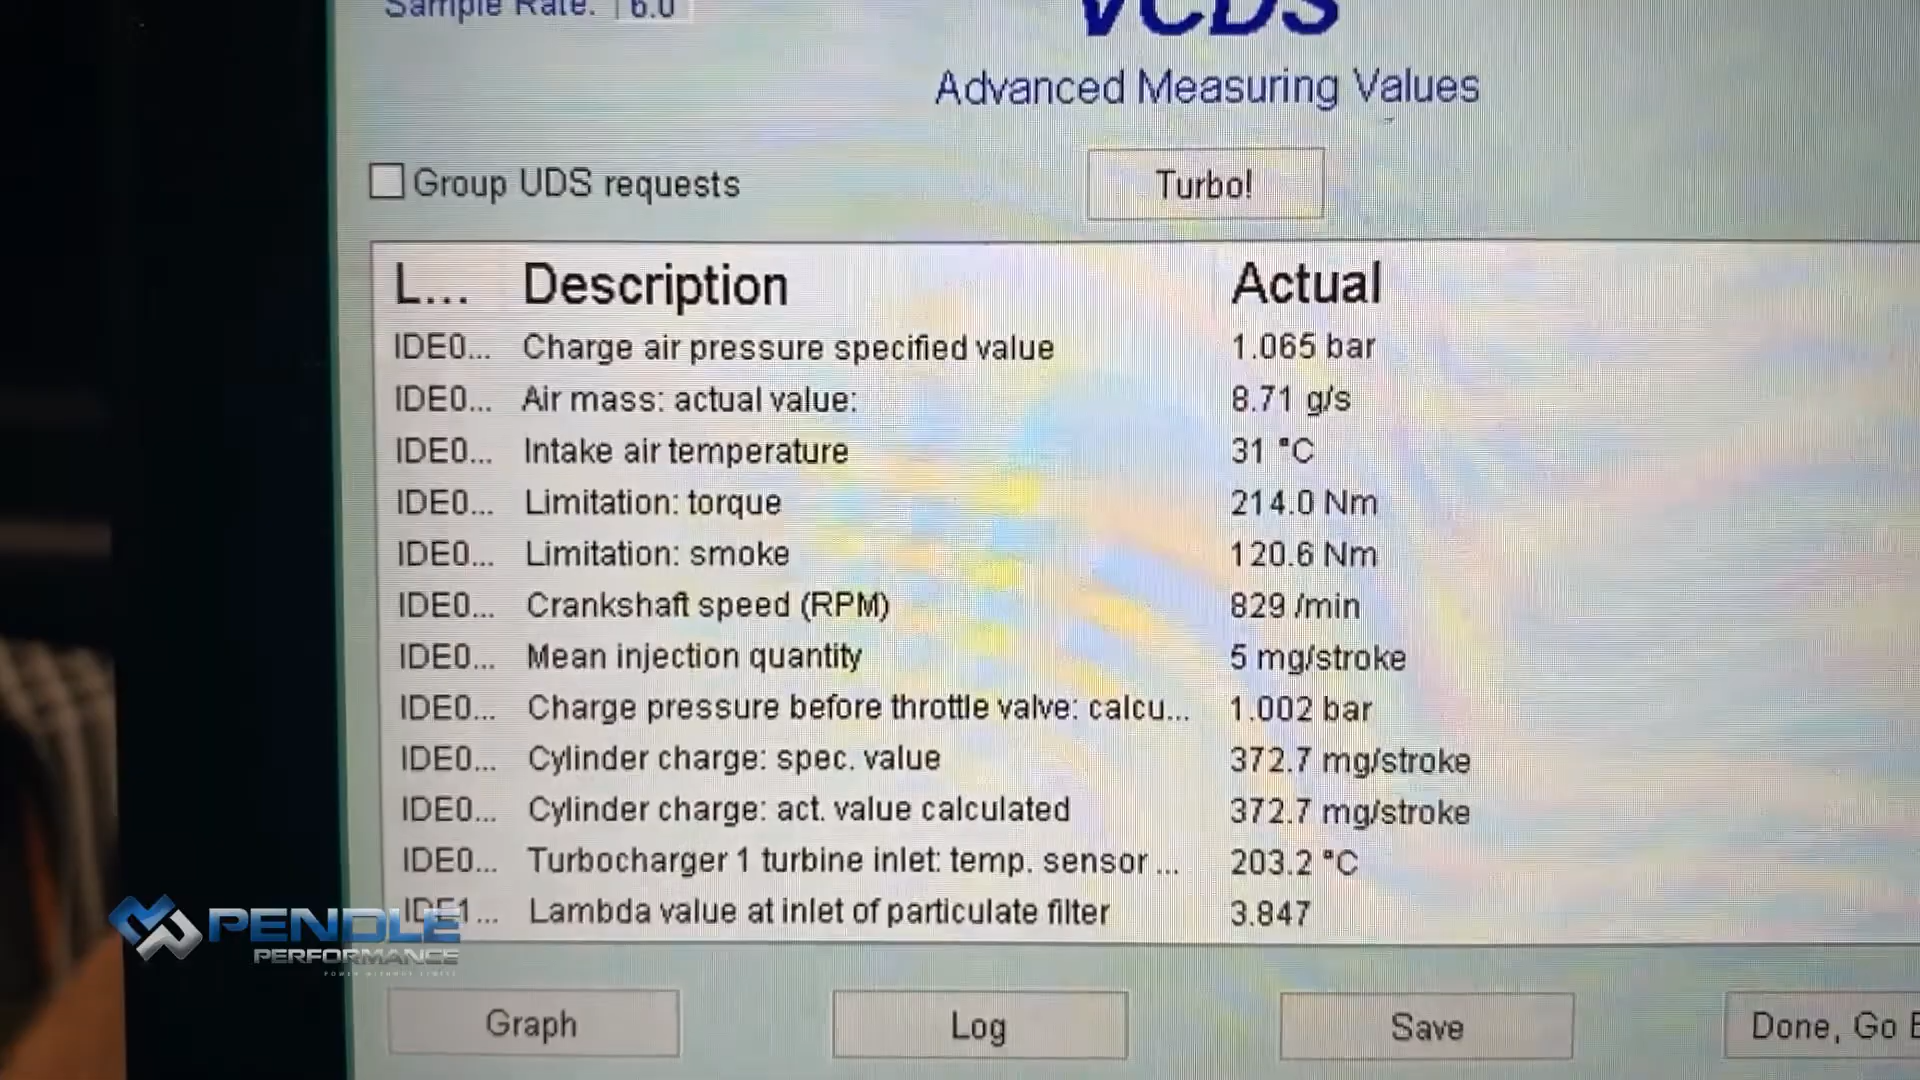 Sample Rate: 6.0
VCDS
Advanced Measuring Values
Group UDS requests
Turbo!
L... Description Actual
IDE0... Charge air pressure specified value 1.065 bar
IDE0... Air mass: actual value: 8.71 g/s
IDE0... Intake air temperature 31 °C
IDE0... Limitation: torque 214.0 Nm
IDE0... Limitation: smoke 120.6 Nm
IDE0... Crankshaft speed (RPM) 829 /min
IDE0... Mean injection quantity 5 mg/stroke
IDE0... Charge pressure before throttle valve: calcu... 1.002 bar
IDE0... Cylinder charge: spec. value 372.7 mg/stroke
IDE0... Cylinder charge: act. value calculated 372.7 mg/stroke
IDE0... Turbocharger 1 turbine inlet: temp. sensor ... 203.2 °C
IDE1... Lambda value at inlet of particulate filter 3.847
PENDLE
PERFORMANCE
POWER WITHOUT LIMITS
Graph Log Save Done, Go